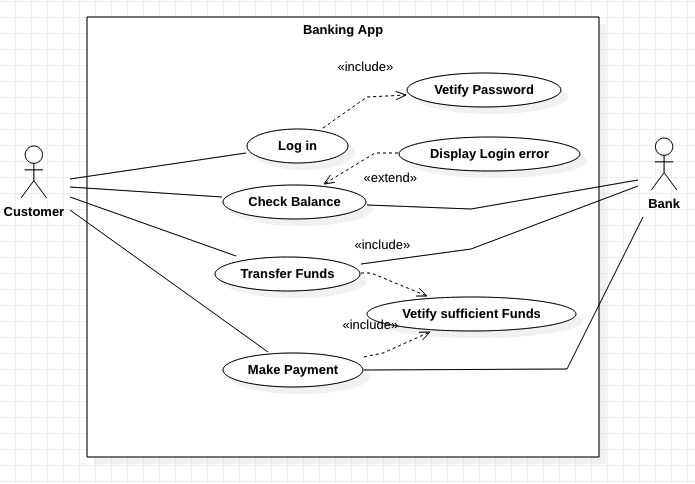 Banking App
«include»
Vetify Password
Log in
Display Login error
«extend»
Customer
Check Balance
Bank
«include»
Transfer Funds
Vetify sufficient Funds
«include»
Make Payment